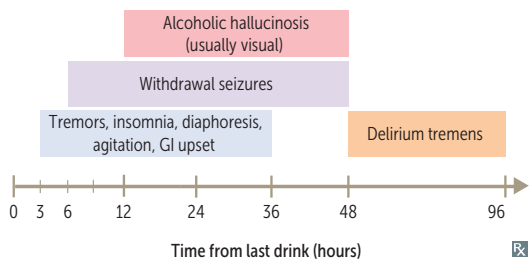 Alcoholic hallucinosis
(usually visual)
Withdrawal seizures
Tremors, insomnia, diaphoresis,
agitation, GI upset
Delirium tremens
0 3 6 12 24 36 48 96
Time from last drink (hours)
Rx